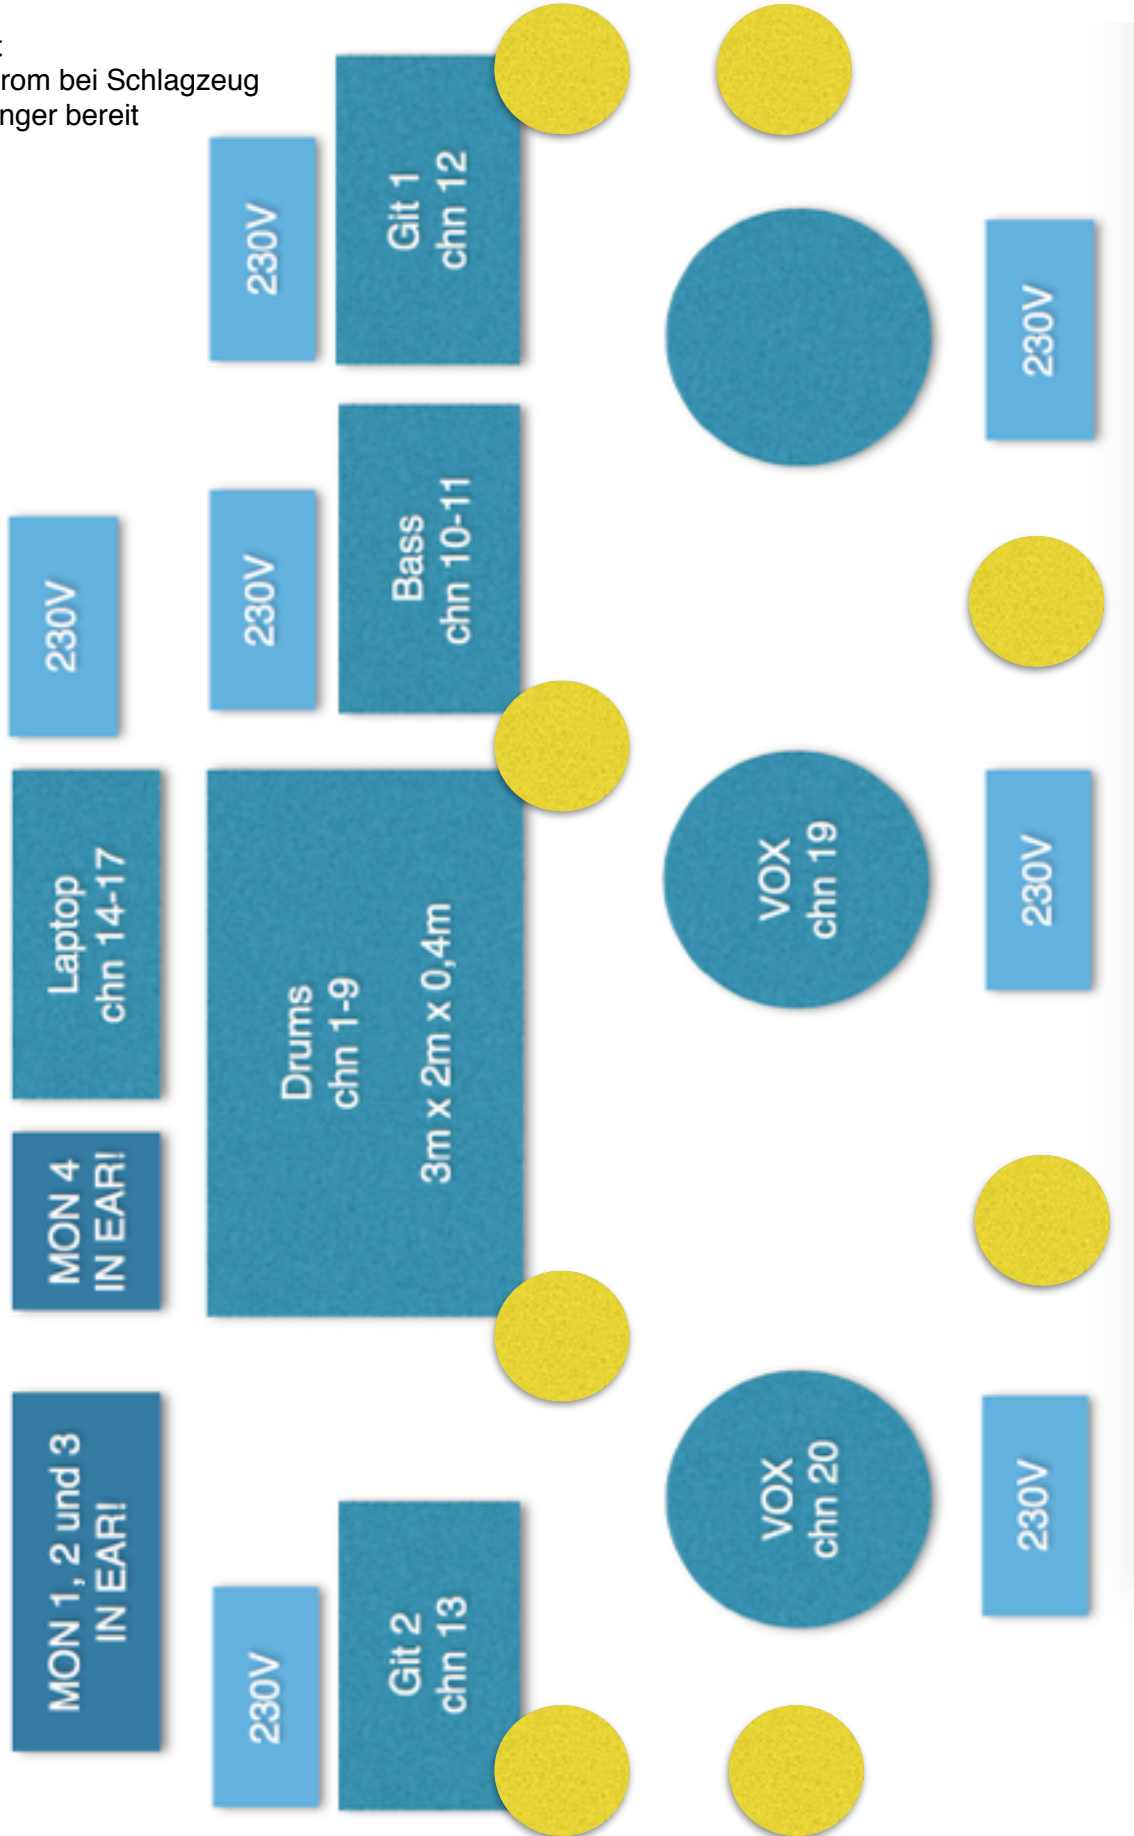 t
rom bei Schlagzeug
nger bereit
MON 1, 2 und 3
IN EAR!
MON 4
IN EAR!
Laptop
chn 14-17
230V
230V
Git 2
chn 13
Drums
chn 1-9
3m x 2m x 0,4m
230V
Bass
chn 10-11
230V
Git 1
chn 12
VOX
chn 20
VOX
chn 19
230V
230V
230V